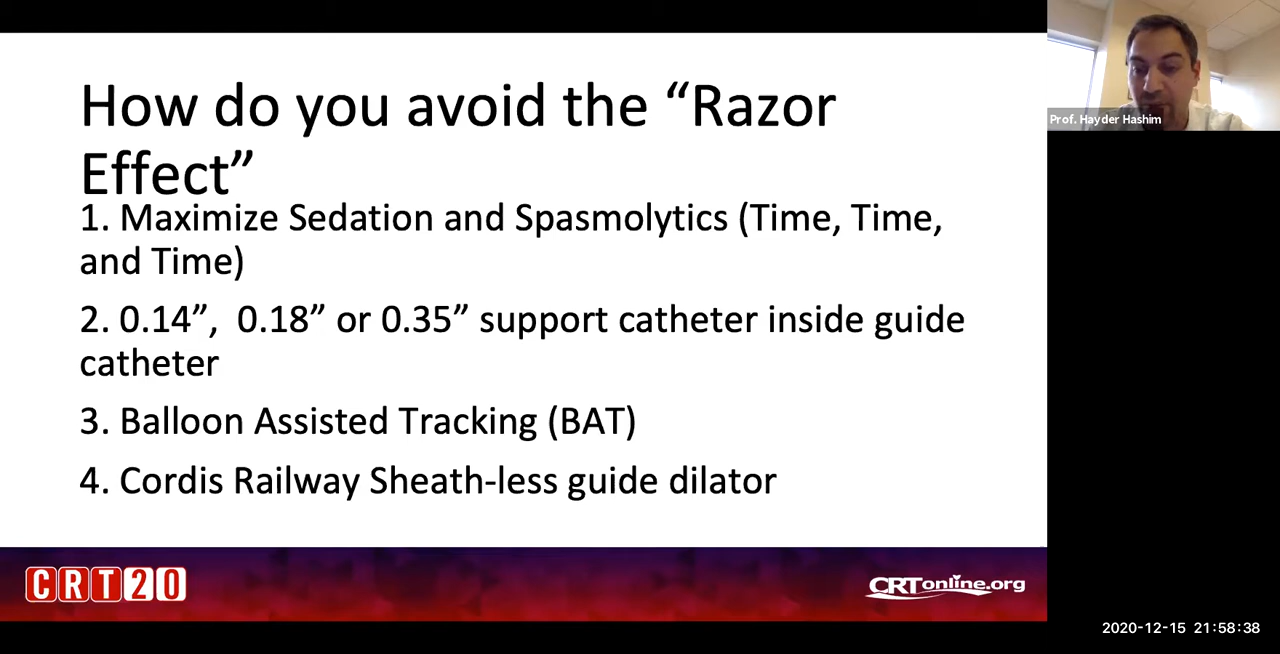 How do you avoid the “Razor
Effect”
1. Maximize Sedation and Spasmolytics (Time, Time,
and Time)
2. 0.14”,  0.18” or 0.35” support catheter inside guide
catheter
3. Balloon Assisted Tracking (BAT)
4. Cordis Railway Sheath-less guide dilator
CRT20
CRTonline.org
Prof. Hayder Hashim
2020-12-15 21:58:38